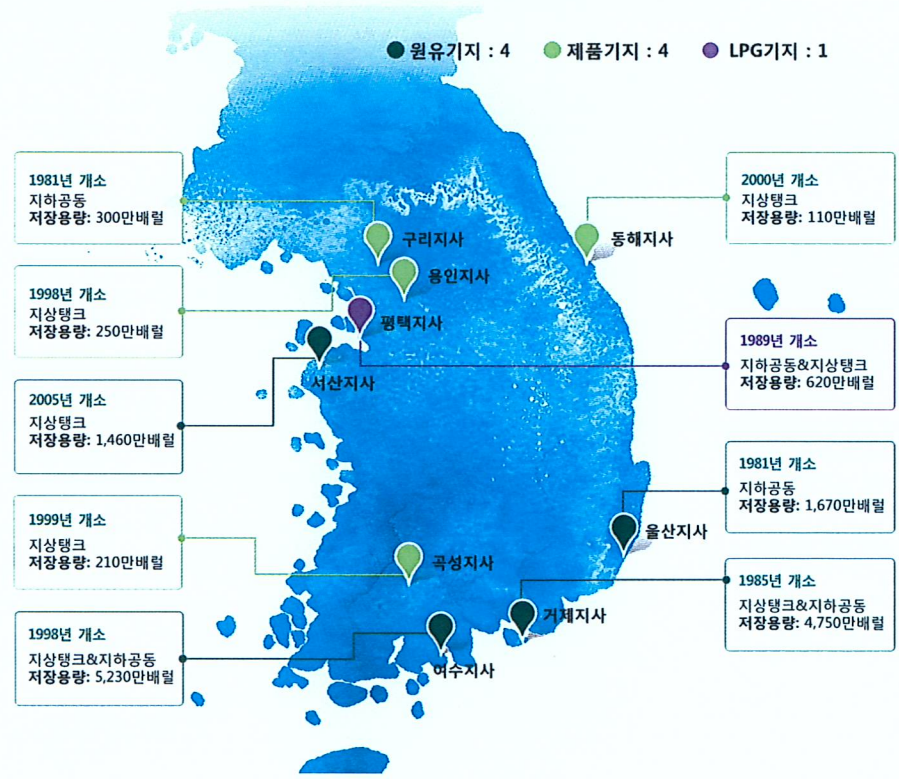 원유기지 : 4 제품기지 : 4 LPG기지 : 1
1981년 개소
지하공동
저장용량: 300만배럴
구리지사
2000년 개소
지상탱크
저장용량: 110만배럴
동해지사
1998년 개소
지상탱크
저장용량: 250만배럴
용인지사
1989년 개소
지하공동&지상탱크
저장용량: 620만배럴
평택지사
2005년 개소
지상탱크
저장용량: 1,460만배럴
서산지사
1981년 개소
지하공동
저장용량: 1,670만배럴
울산지사
1999년 개소
지상탱크
저장용량: 210만배럴
곡성지사
1985년 개소
지상탱크&지하공동
저장용량: 4,750만배럴
거제지사
1998년 개소
지상탱크&지하공동
저장용량: 5,230만배럴
여수지사